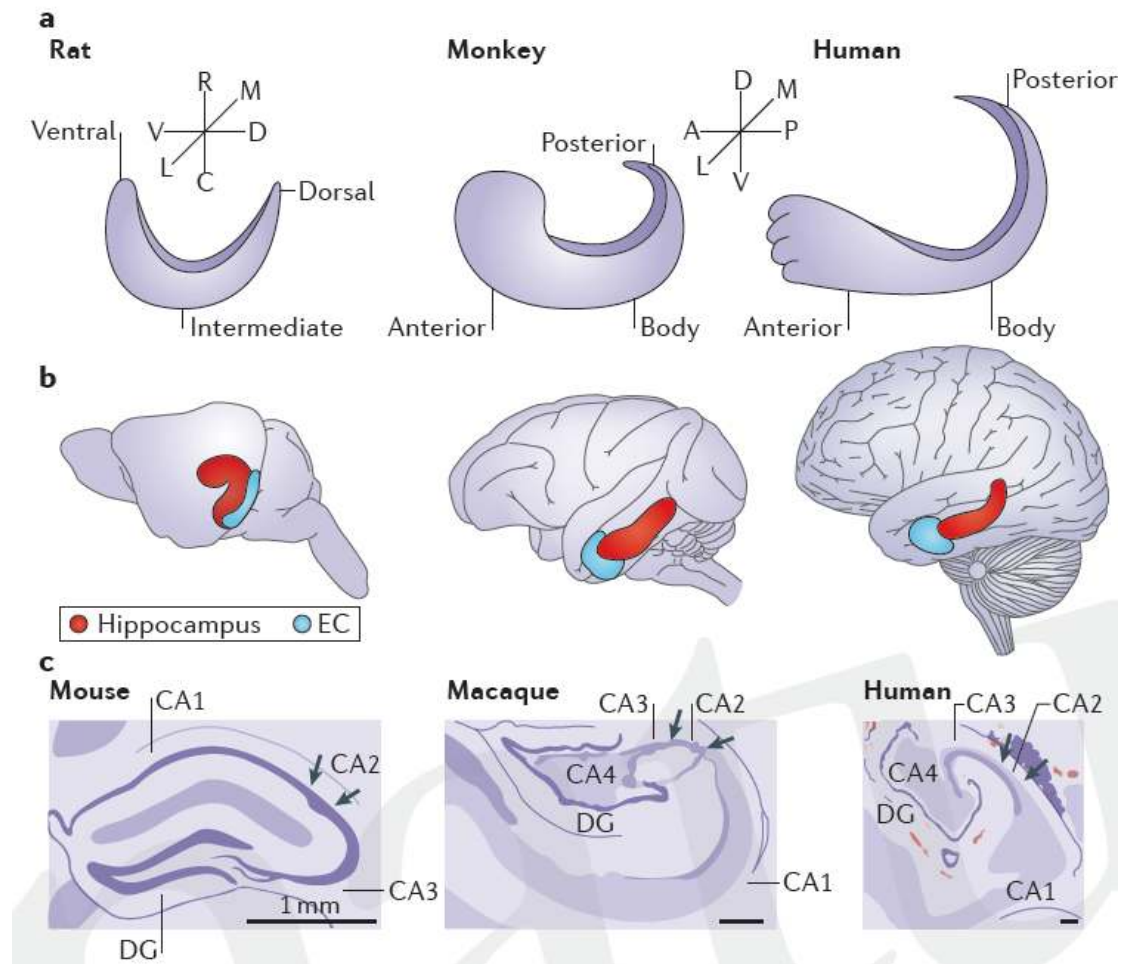 a
Rat
Monkey
Human
R
M
V
D
L
C
Ventral
Dorsal
Intermediate
D
M
A
P
L
V
Posterior
Anterior
Body
Posterior
Anterior
Body
b
Hippocampus
EC
c
Mouse
CA1
CA2
CA3
DG
1 mm
Macaque
CA3
CA2
CA4
DG
CA1
Human
CA3
CA2
CA4
DG
CA1